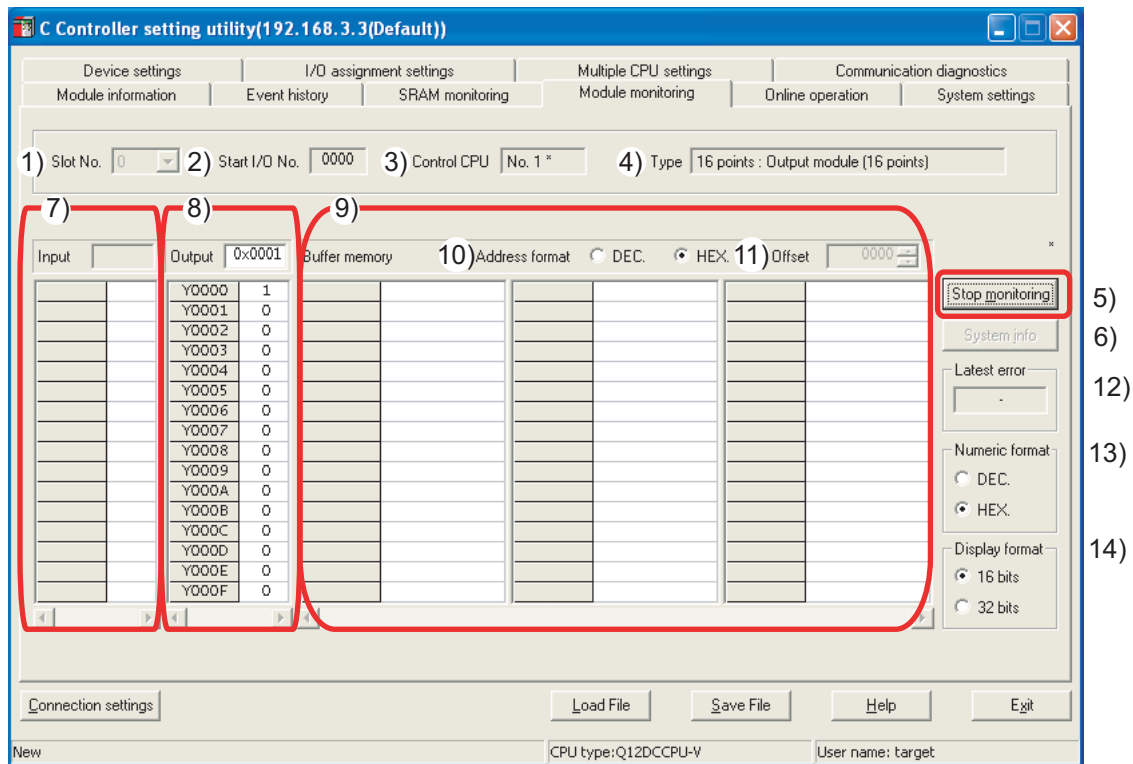 C Controller setting utility(192.168.3.3(Default))
Device settings I/O assignment settings Multiple CPU settings Communication diagnostics
Module information Event history SRAM monitoring Module monitoring Online operation System settings
1) Slot No. 0 2) Start I/O No. 0000 3) Control CPU No. 1 * 4) Type 16 points : Output module (16 points)
7) 8) 9)
*
Input Output 0x0001 Buffer memory 10) Address format DEC. HEX. 11) Offset 0000
Y0000 1
Y0001 0
Y0002 0
Y0003 0
Y0004 0
Y0005 0
Y0006 0
Y0007 0
Y0008 0
Y0009 0
Y000A 0
Y000B 0
Y000C 0
Y000D 0
Y000E 0
Y000F 0
Stop monitoring 5)
System info 6)
Latest error 12)
-
Numeric format 13)
DEC.
HEX.
Display format 14)
16 bits
32 bits
Connection settings Load File Save File Help Exit
New CPU type:Q12DCCPU-V User name: target